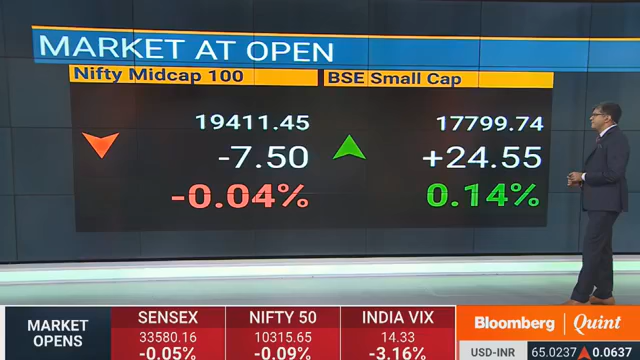 MARKET AT OPEN
Nifty Midcap 100
BSE Small Cap
19411.45
17799.74
-7.50
+24.55
-0.04%
0.14%
MARKET OPENS
SENSEX
33580.16
-0.05%
NIFTY 50
10315.65
-0.09%
INDIA VIX
14.33
-3.16%
Bloomberg | Quint
USD-INR
65.0237
0.0637